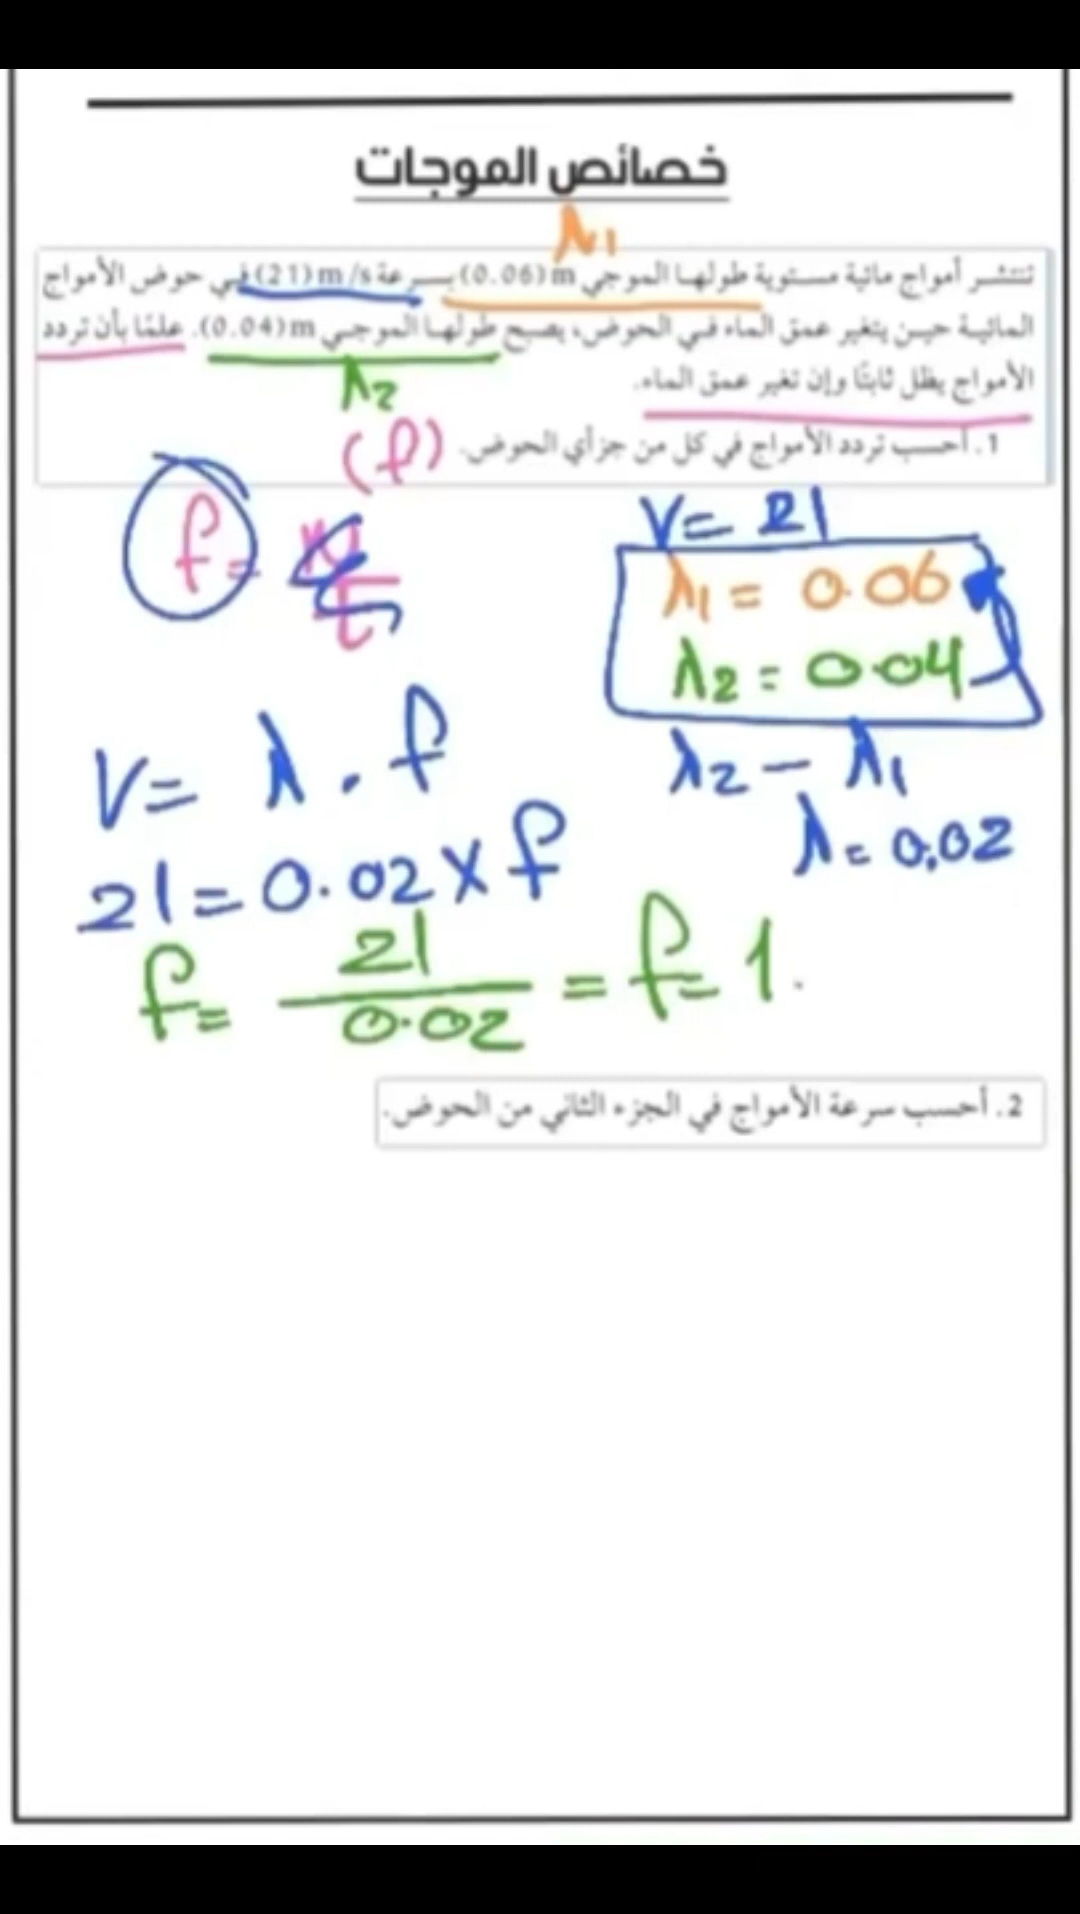 خصائص الموجات
λ1
تنتشر أمواج مائية مستوية طولها الموجي m(0.06) بسرعة m/s(21) في حوض الأمواج
المائية حين يتغير عمق الماء في الحوض، يصبح طولها الموجي m(0.04). علمًا بأن تردد
λ2
الأمواج يظل ثابتًا وإن تغير عمق الماء.
1. أحسب تردد الأمواج في كل من جزأي الحوض. (f)
V = 21
f =
λ1 = 0.06
λ2 = 0.04
V = λ . f
λ2 – λ1
λ = 0.02
21 = 0.02 x f
f = 21 / 0.02 = f = 1.
2. أحسب سرعة الأمواج في الجزء الثاني من الحوض.